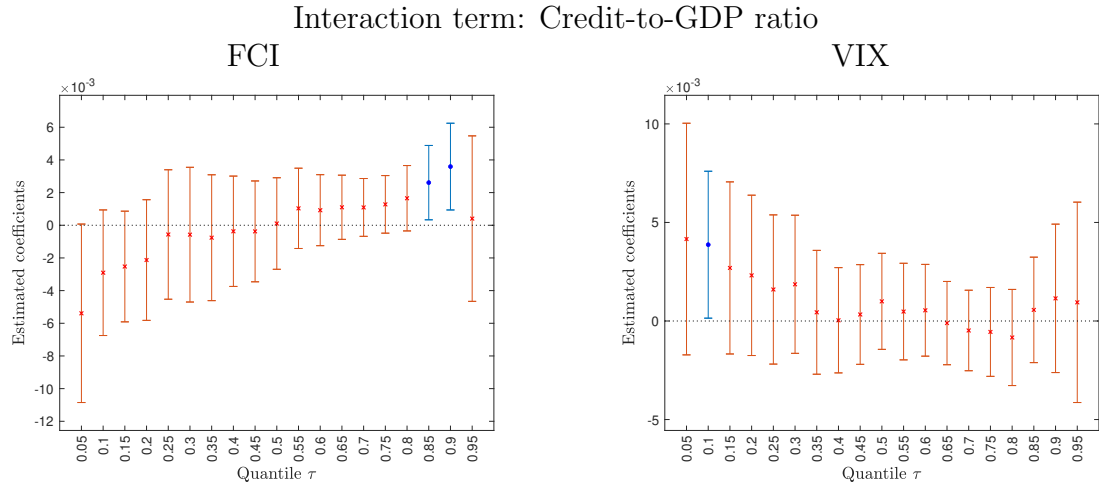 Interaction term: Credit-to-GDP ratio
FCI
×10⁻³
6
4
2
0
-2
-4
-6
-8
-10
-12
Estimated coefficients
0.05 0.1 0.15 0.2 0.25 0.3 0.35 0.4 0.45 0.5 0.55 0.6 0.65 0.7 0.75 0.8 0.85 0.9 0.95
Quantile τ
VIX
×10⁻³
10
5
0
-5
Estimated coefficients
0.05 0.1 0.15 0.2 0.25 0.3 0.35 0.4 0.45 0.5 0.55 0.6 0.65 0.7 0.75 0.8 0.85 0.9 0.95
Quantile τ